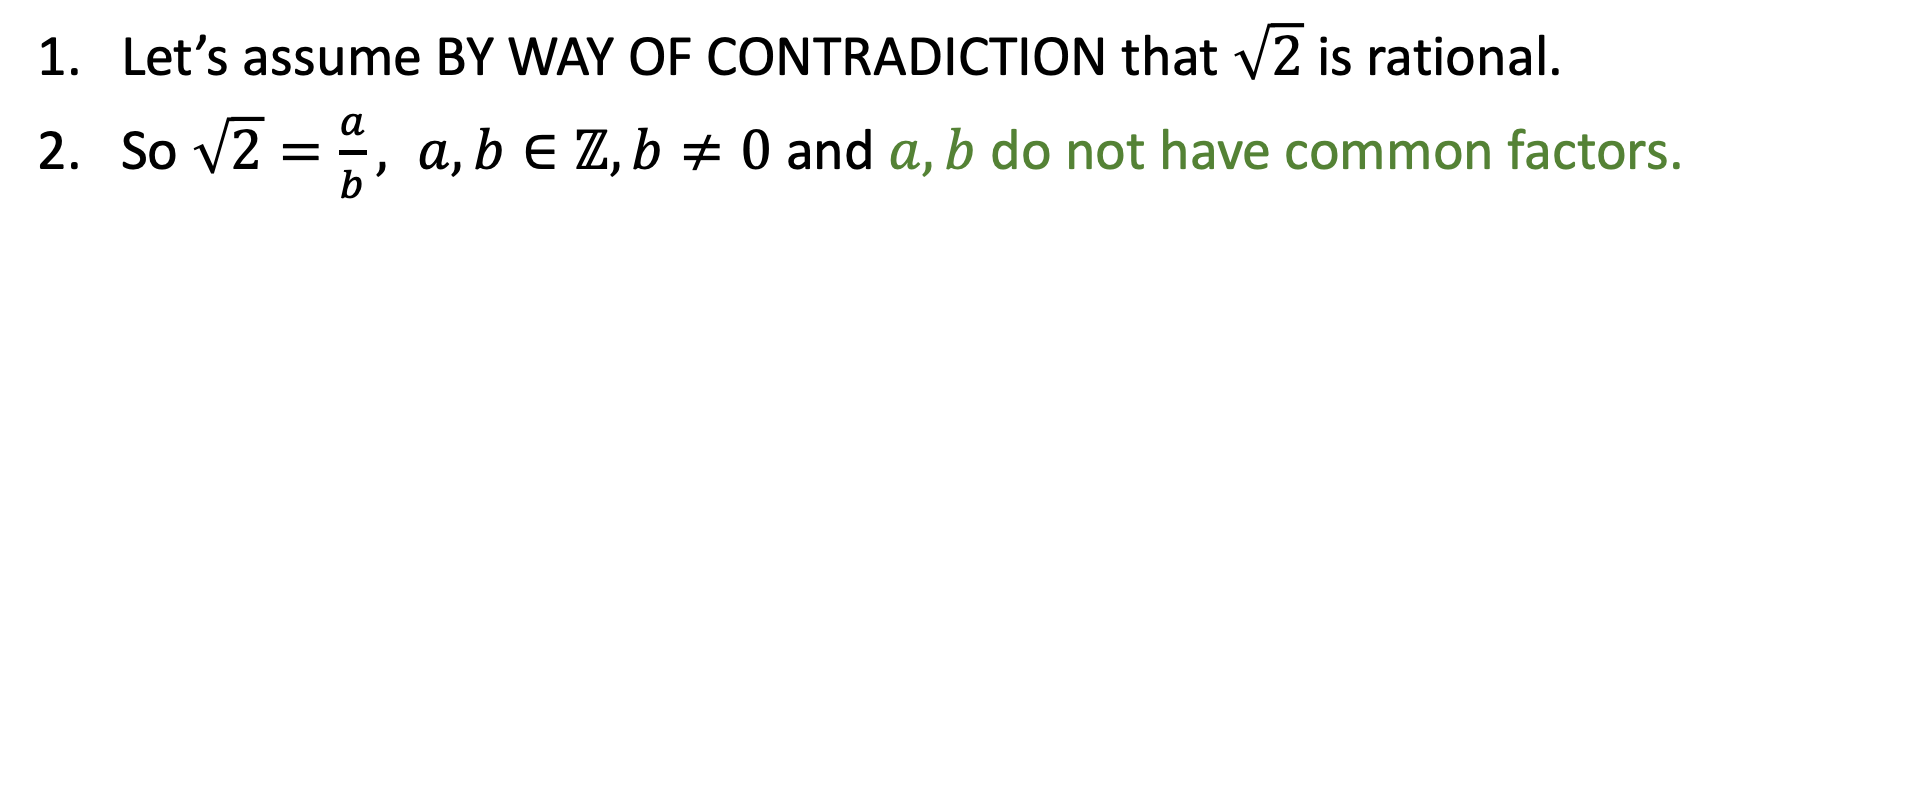 1. Let’s assume BY WAY OF CONTRADICTION that √2 is rational.
2. So √2 = a/b, a, b ∈ ℤ, b ≠ 0 and a, b do not have common factors.